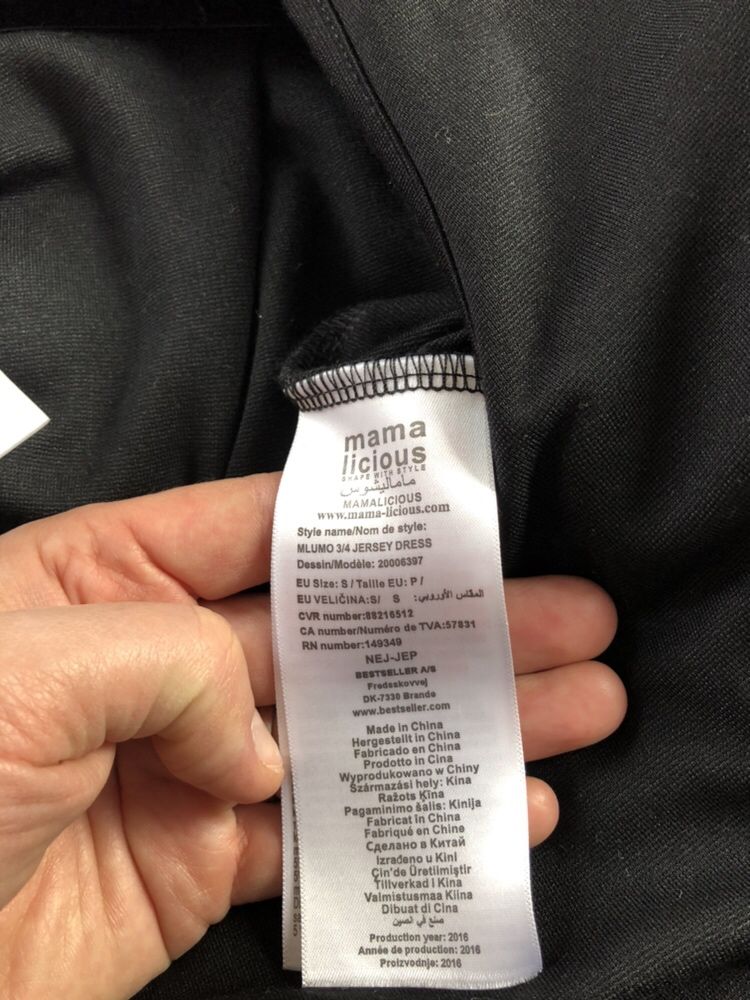 mama
licious
SHAPE WITH STYLE
ماماليشوس
MAMALICIOUS
www.mama-licious.com
Style name/Nom de style:
MLUMO 3/4 JERSEY DRESS
Dessin/Modèle: 20006397
EU Size: S / Taille EU: P /
EU VELIČINA:S/ S المقاس الأوروبي:
CVR number:88216512
CA number/Numéro de TVA:57831
RN number:149349
NEJ-JEP
BESTSELLER A/S
Fredsskovvej
DK-7330 Brande
www.bestseller.com
Made in China
Hergestellt in China
Fabricado en China
Prodotto in Cina
Wyprodukowano w Chiny
Származási hely: Kina
Ražots Ķīna
Pagaminimo šalis: Kinija
Fabricat în China
Fabriqué en Chine
Сделано в Китай
Izrađeno u Kini
Çin'de Üretilmiştir
Tillverkad i Kina
Valmistusmaa Kiina
Dibuat di Cina
صنع في الصين
Production year: 2016
Année de production: 2016
Proizvodnje: 2016